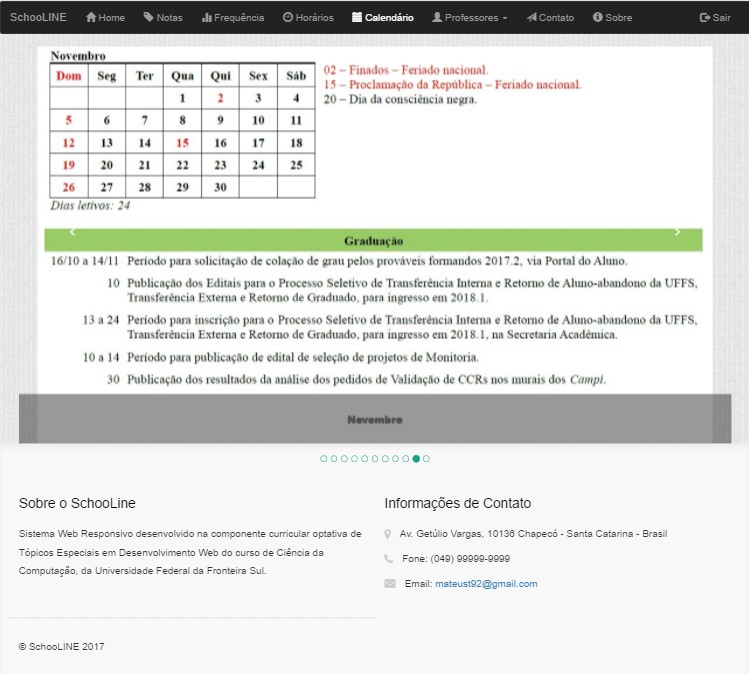 SchooLINE Home Notas Frequência Horários Calendário Professores Contato Sobre Sair
Novembro
Dom Seg Ter Qua Qui Sex Sáb
1 2 3 4
5 6 7 8 9 10 11
12 13 14 15 16 17 18
19 20 21 22 23 24 25
26 27 28 29 30
Dias letivos: 24
02 – Finados – Feriado nacional.
15 – Proclamação da República – Feriado nacional.
20 – Dia da consciência negra.
Graduação
16/10 a 14/11 Período para solicitação de colação de grau pelos prováveis formandos 2017.2, via Portal do Aluno.
10 Publicação dos Editais para o Processo Seletivo de Transferência Interna e Retorno de Aluno-abandono da UFFS,
Transferência Externa e Retorno de Graduado, para ingresso em 2018.1.
13 a 24 Período para inscrição para o Processo Seletivo de Transferência Interna e Retorno de Aluno-abandono da UFFS,
Transferência Externa e Retorno de Graduado, para ingresso em 2018.1, na Secretaria Acadêmica.
10 a 14 Período para publicação de edital de seleção de projetos de Monitoria.
30 Publicação dos resultados da análise dos pedidos de Validação de CCRs nos murais dos Campi.
Novembro
Sobre o SchooLine
Sistema Web Responsivo desenvolvido na componente curricular optativa de
Tópicos Especiais em Desenvolvimento Web do curso de Ciência da
Computação, da Universidade Federal da Fronteira Sul.
Informações de Contato
Av. Getúlio Vargas, 10136 Chapecó - Santa Catarina - Brasil
Fone: (049) 99999-9999
Email: mateust92@gmail.com
© SchooLINE 2017